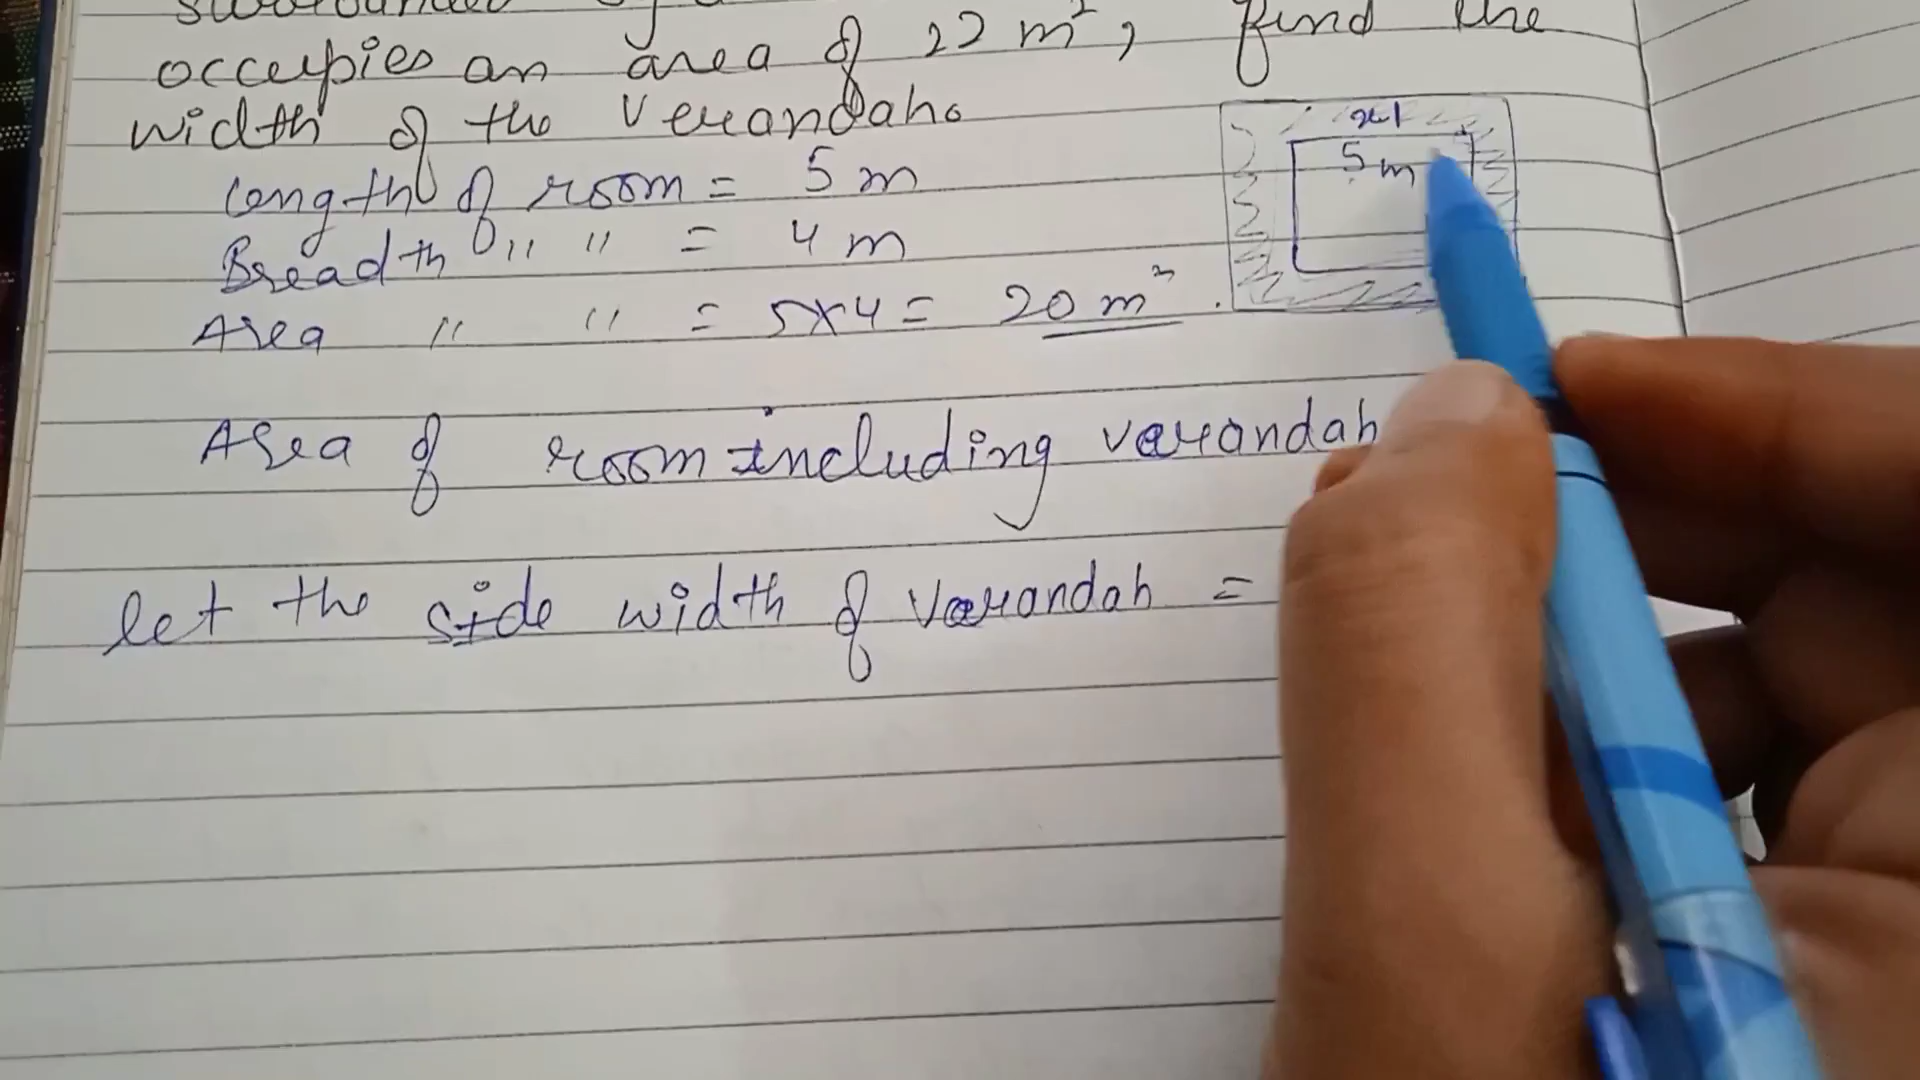 occupies an area of 22 m², find the
width of the Verandah.
x
5 m
length of room = 5 m
Breadth " " = 4 m
Area " " = 5×4 = 20 m²
Area of room including verandah
let the side width of Varandah =